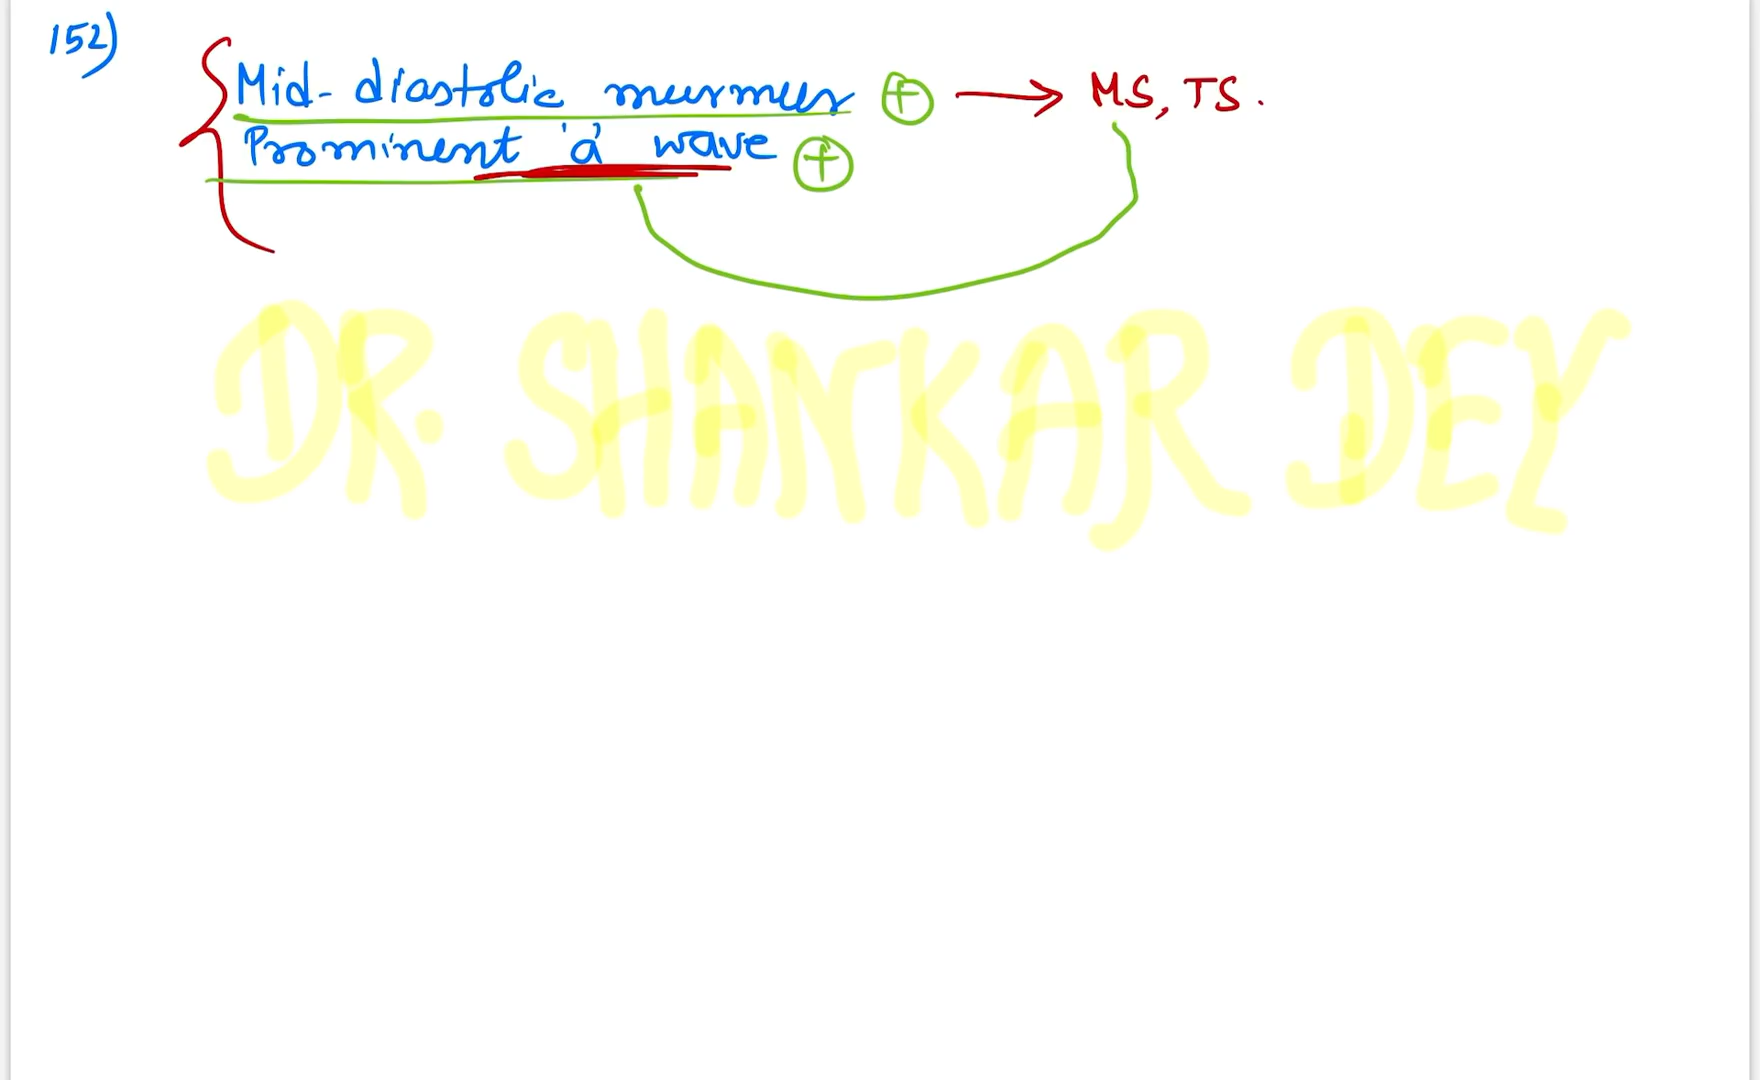 152)
Mid-diastolic murmur ⊕ → MS, TS.
Prominent 'a' wave ⊕
DR. SHANKAR DEY